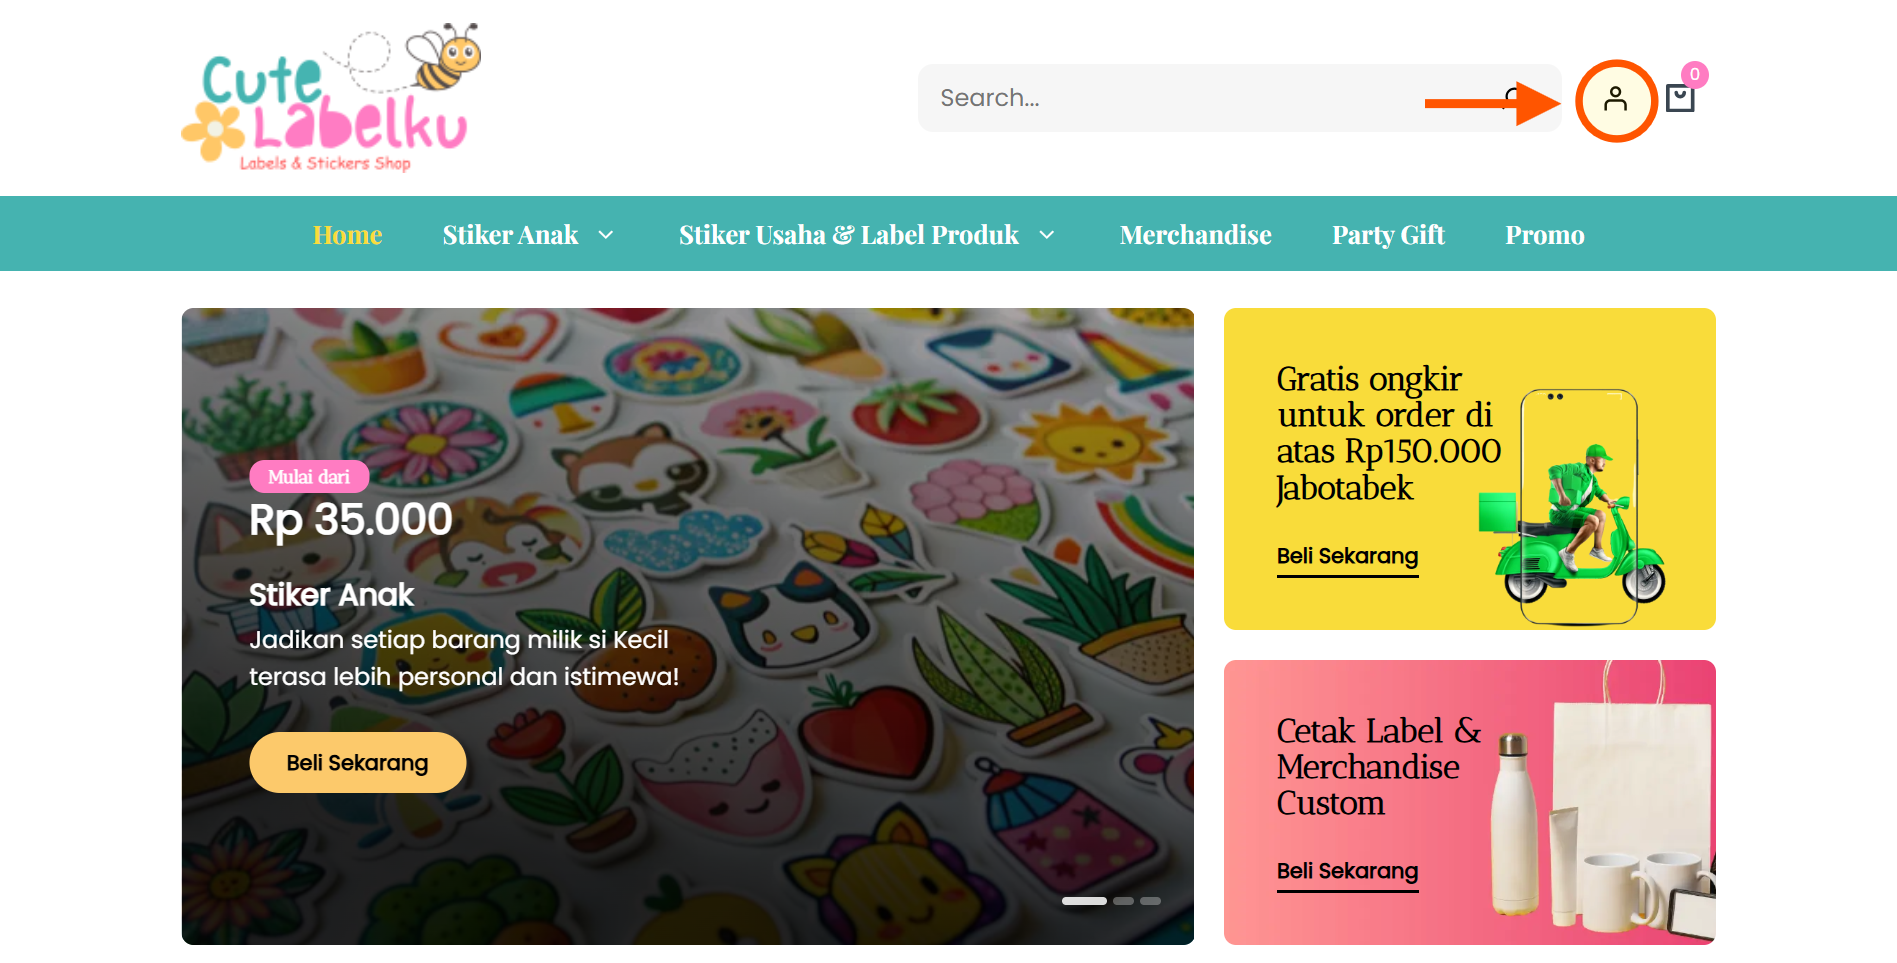 Cute
Labelku
Labels & Stickers Shop
Search...
0
Home
Stiker Anak
Stiker Usaha & Label Produk
Merchandise
Party Gift
Promo
Mulai dari
Rp 35.000
Stiker Anak
Jadikan setiap barang milik si Kecil
terasa lebih personal dan istimewa!
Beli Sekarang
Gratis ongkir
untuk order di
atas Rp150.000
Jabotabek
Beli Sekarang
Cetak Label &
Merchandise
Custom
Beli Sekarang